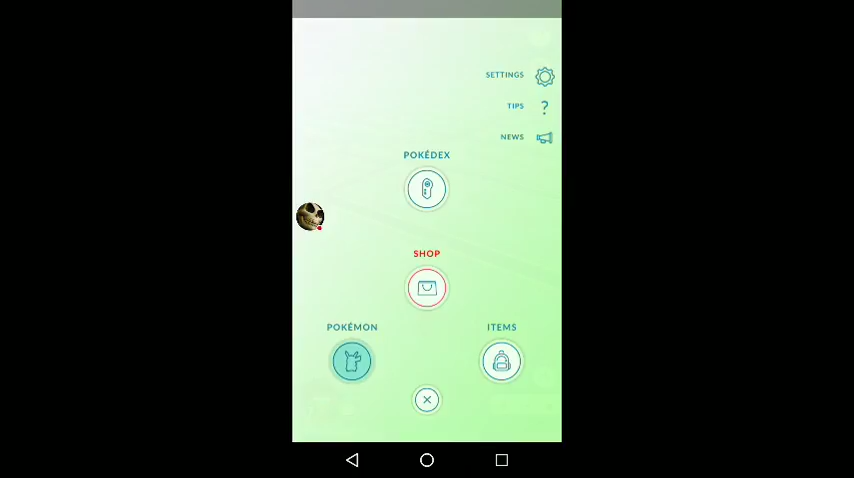 SETTINGS
TIPS
?
NEWS
POKÉDEX
SHOP
POKÉMON
ITEMS